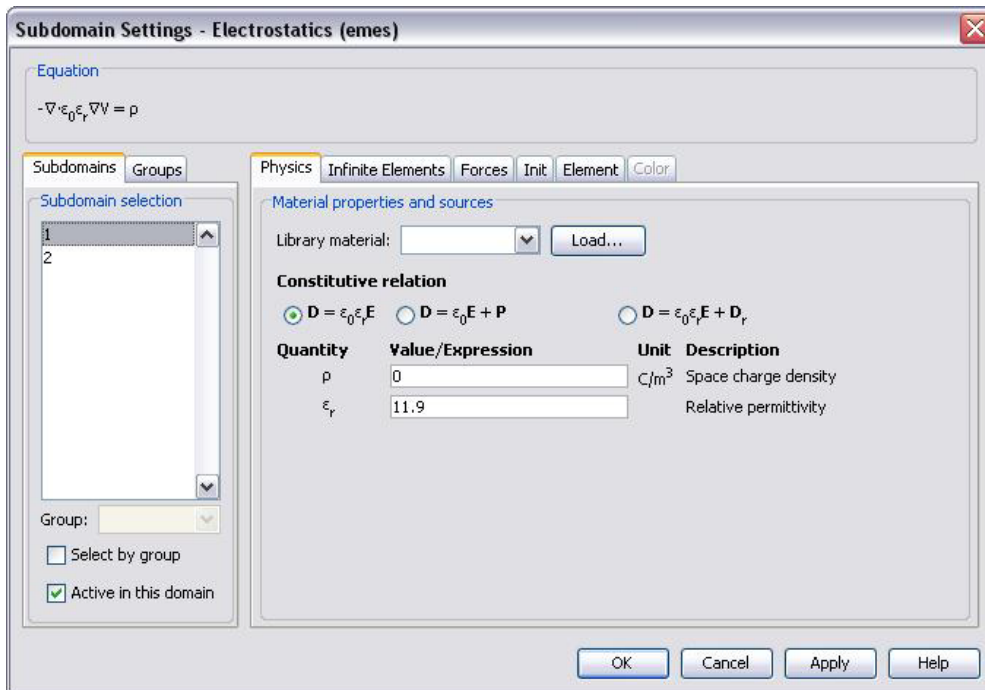 Subdomain Settings - Electrostatics (emes)
Equation
-∇·ε₀εᵣ∇V = ρ
Subdomains Groups
Physics Infinite Elements Forces Init Element Color
Subdomain selection
1
2
Group:
Select by group
Active in this domain
Material properties and sources
Library material: Load...
Constitutive relation
D = ε₀εᵣE D = ε₀E + P D = ε₀εᵣE + Dᵣ
Quantity Value/Expression Unit Description
ρ 0 C/m³ Space charge density
εᵣ 11.9 Relative permittivity
OK Cancel Apply Help